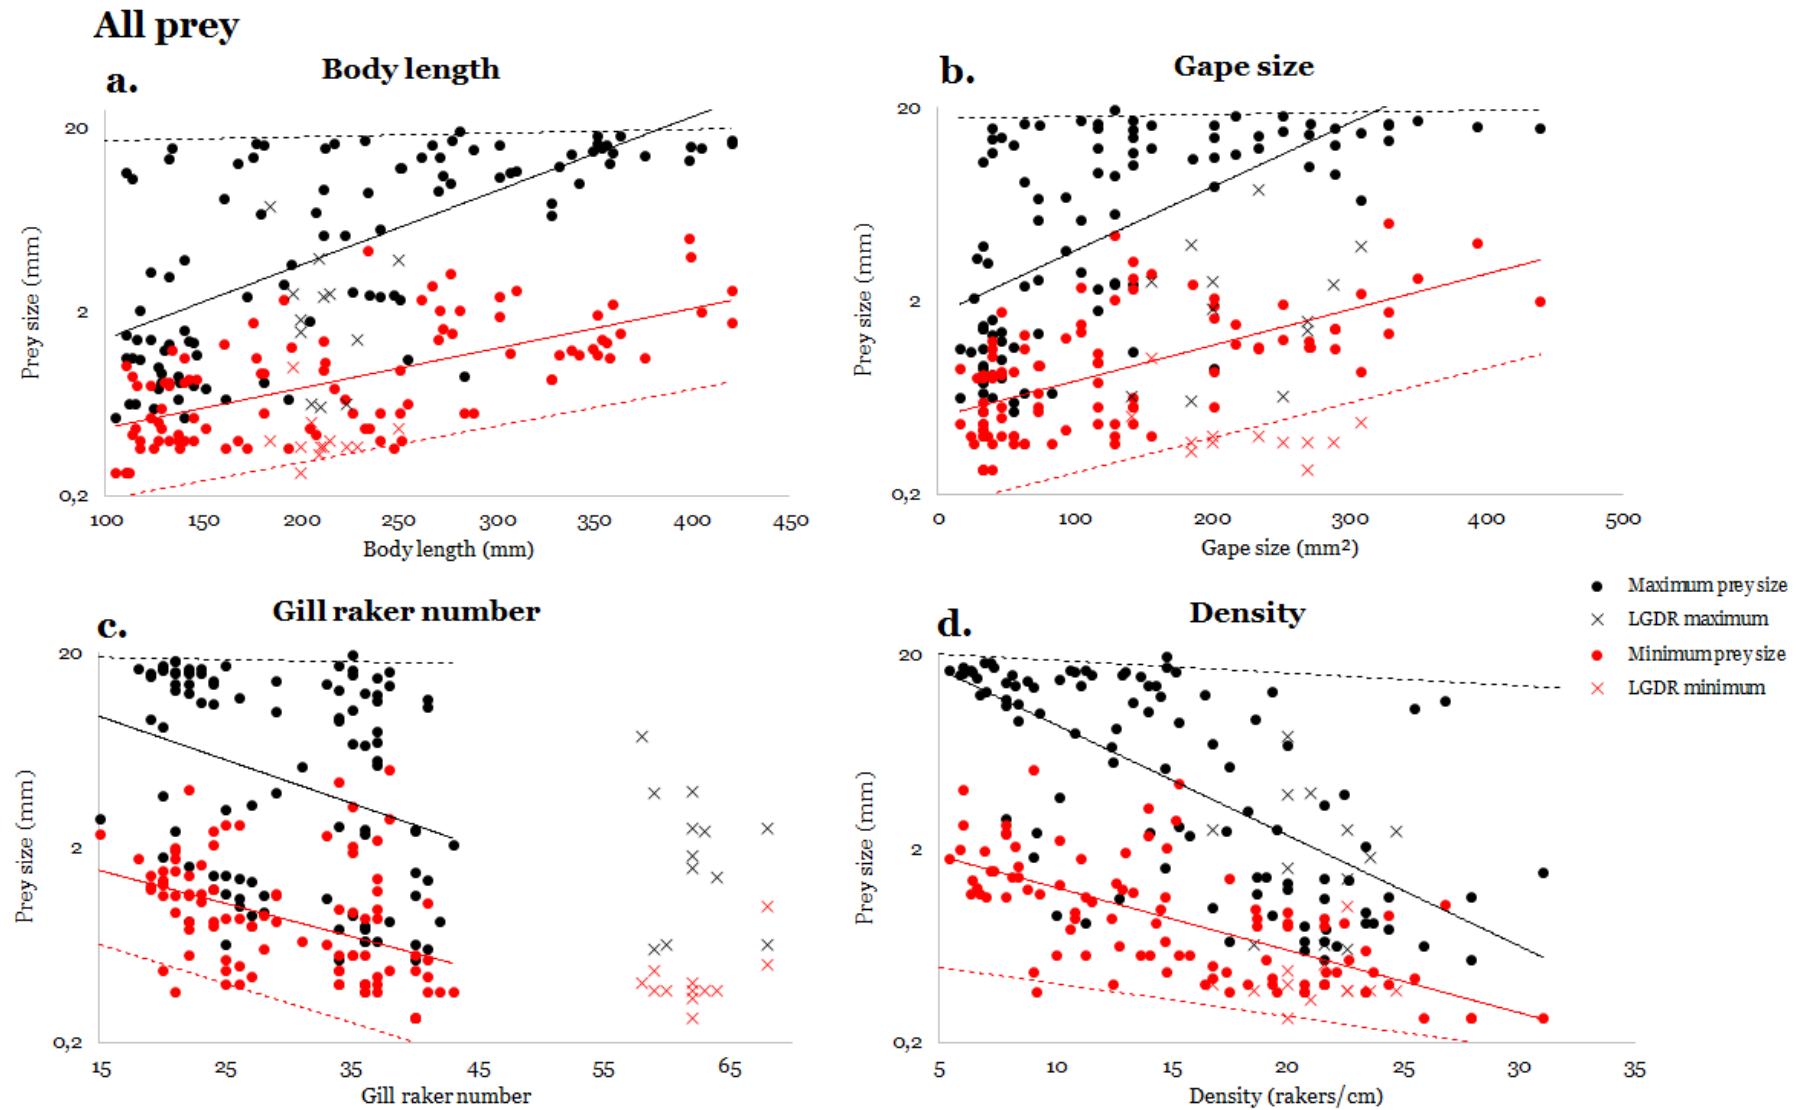 All prey
a.
Body length
Prey size (mm)
20
2
0,2
100 150 200 250 300 350 400 450
Body length (mm)
b.
Gape size
Prey size (mm)
20
2
0,2
0 100 200 300 400 500
Gape size (mm²)
c.
Gill raker number
Prey size (mm)
20
2
0,2
15 25 35 45 55 65
Gill raker number
d.
Density
Prey size (mm)
20
2
0,2
5 10 15 20 25 30 35
Density (rakers/cm)
Maximum prey size
LGDR maximum
Minimum prey size
LGDR minimum